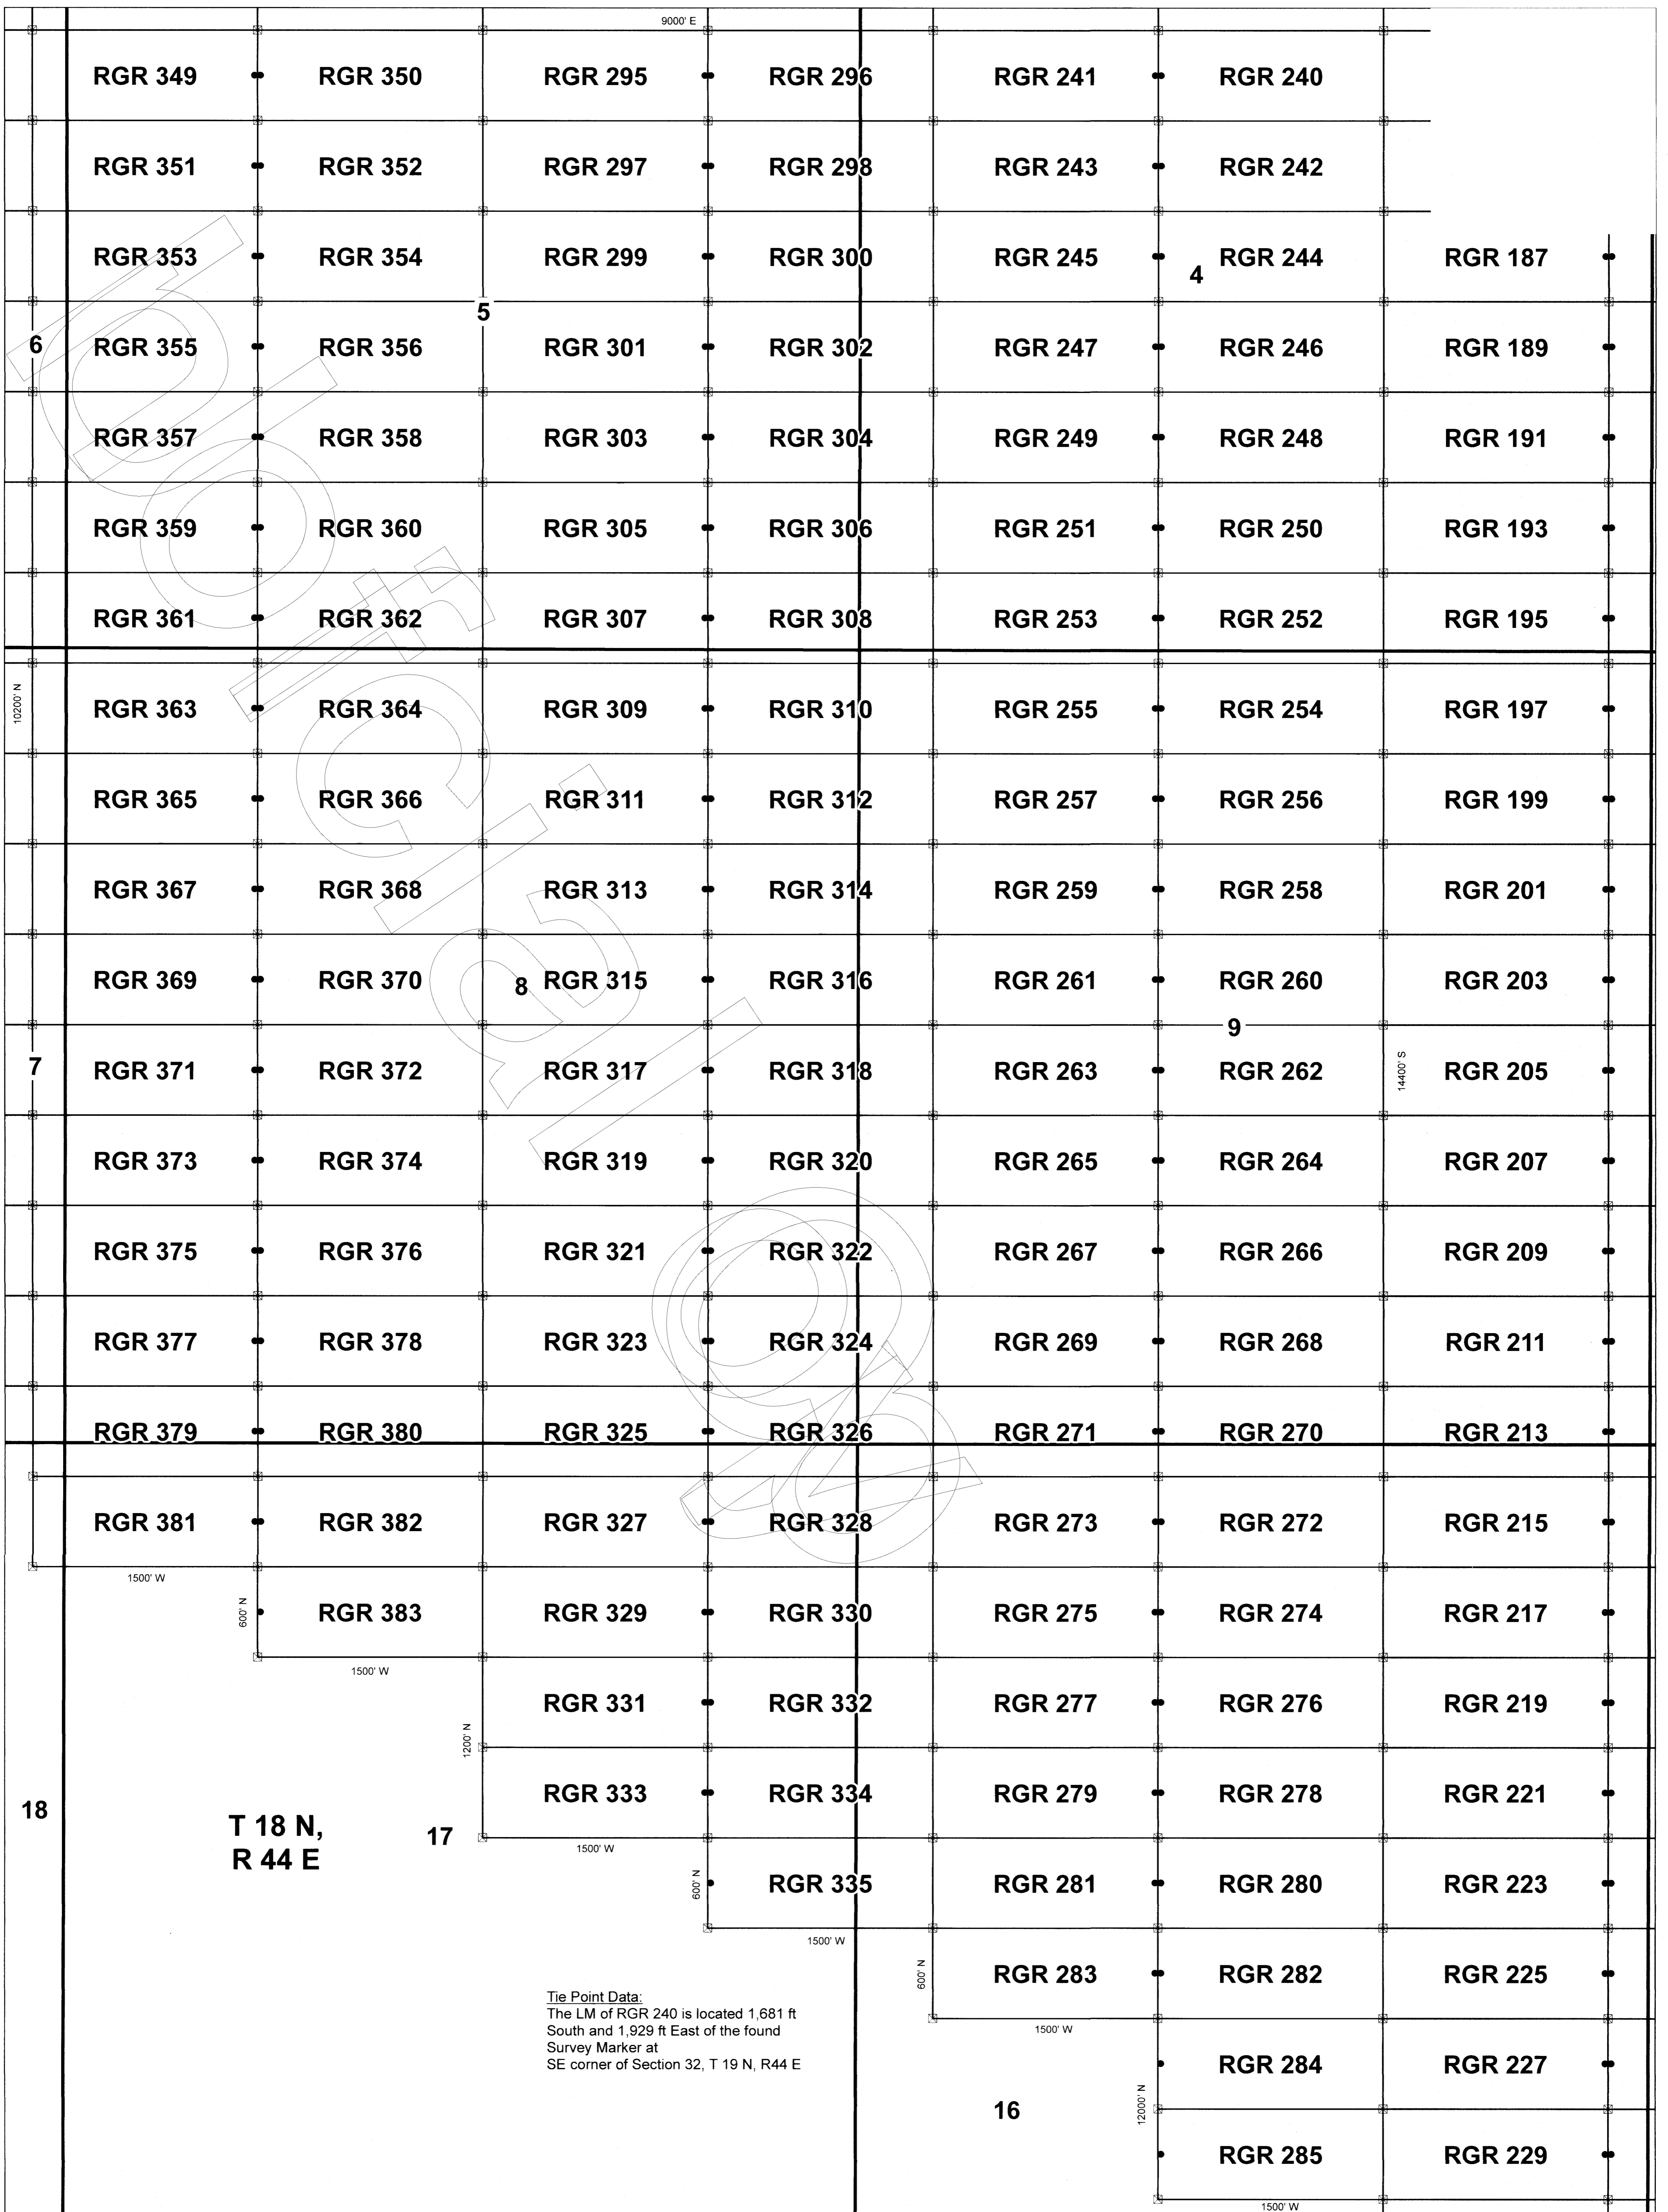 9000' E
RGR 349 RGR 350 RGR 295 RGR 296 RGR 241 RGR 240
RGR 351 RGR 352 RGR 297 RGR 298 RGR 243 RGR 242
RGR 353 RGR 354 RGR 299 RGR 300 RGR 245 4 RGR 244 RGR 187
5
6 RGR 355 RGR 356 RGR 301 RGR 302 RGR 247 RGR 246 RGR 189
RGR 357 RGR 358 RGR 303 RGR 304 RGR 249 RGR 248 RGR 191
RGR 359 RGR 360 RGR 305 RGR 306 RGR 251 RGR 250 RGR 193
RGR 361 RGR 362 RGR 307 RGR 308 RGR 253 RGR 252 RGR 195
10200' N
RGR 363 RGR 364 RGR 309 RGR 310 RGR 255 RGR 254 RGR 197
RGR 365 RGR 366 RGR 311 RGR 312 RGR 257 RGR 256 RGR 199
RGR 367 RGR 368 RGR 313 RGR 314 RGR 259 RGR 258 RGR 201
RGR 369 RGR 370 8 RGR 315 RGR 316 RGR 261 RGR 260 RGR 203
9
7 RGR 371 RGR 372 RGR 317 RGR 318 RGR 263 RGR 262 14400' S RGR 205
RGR 373 RGR 374 RGR 319 RGR 320 RGR 265 RGR 264 RGR 207
RGR 375 RGR 376 RGR 321 RGR 322 RGR 267 RGR 266 RGR 209
RGR 377 RGR 378 RGR 323 RGR 324 RGR 269 RGR 268 RGR 211
RGR 379 RGR 380 RGR 325 RGR 326 RGR 271 RGR 270 RGR 213
RGR 381 RGR 382 RGR 327 RGR 328 RGR 273 RGR 272 RGR 215
1500' W
600' N RGR 383 RGR 329 RGR 330 RGR 275 RGR 274 RGR 217
1500' W
RGR 331 RGR 332 RGR 277 RGR 276 RGR 219
1200' N
RGR 333 RGR 334 RGR 279 RGR 278 RGR 221
18
T 18 N,
R 44 E
17
1500' W
600' N RGR 335 RGR 281 RGR 280 RGR 223
1500' W
600' N RGR 283 RGR 282 RGR 225
Tie Point Data:
The LM of RGR 240 is located 1,681 ft
South and 1,929 ft East of the found
Survey Marker at
SE corner of Section 32, T 19 N, R44 E
1500' W
RGR 284 RGR 227
16
12000' N
RGR 285 RGR 229
1500' W